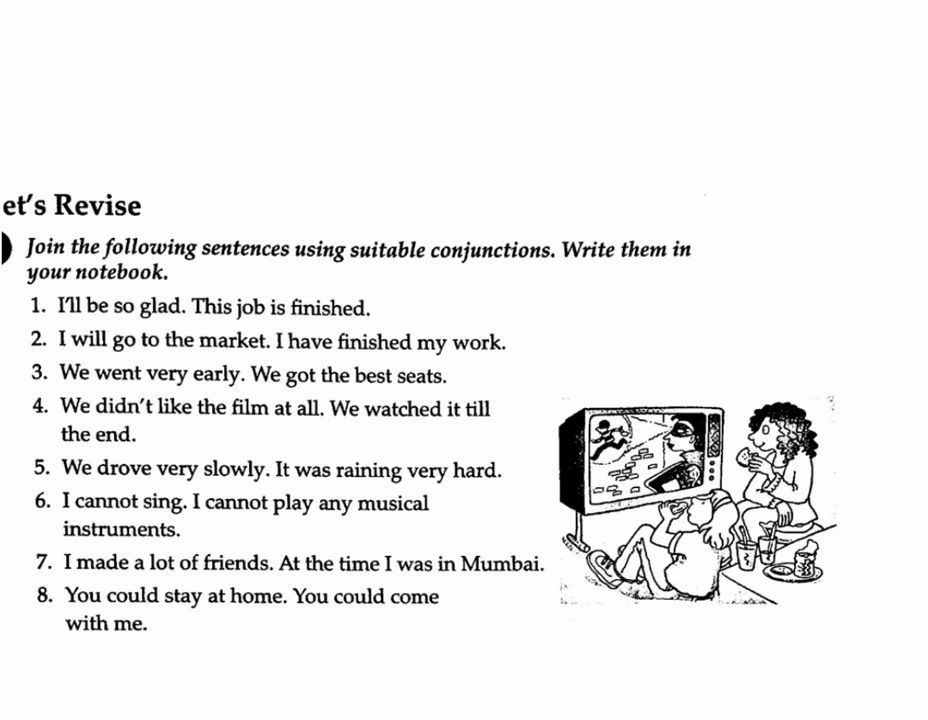 et's Revise
Join the following sentences using suitable conjunctions. Write them in
your notebook.
1. I'll be so glad. This job is finished.
2. I will go to the market. I have finished my work.
3. We went very early. We got the best seats.
4. We didn't like the film at all. We watched it till
the end.
5. We drove very slowly. It was raining very hard.
6. I cannot sing. I cannot play any musical
instruments.
7. I made a lot of friends. At the time I was in Mumbai.
8. You could stay at home. You could come
with me.